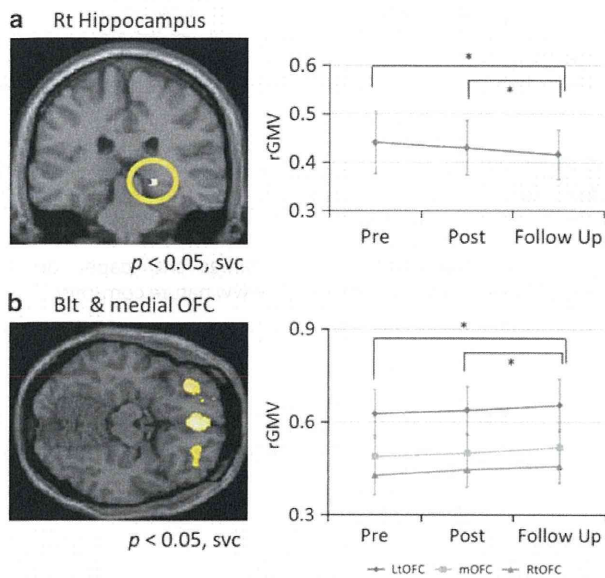 a Rt Hippocampus
p < 0.05, svc
rGMV
0.6
0.5
0.4
0.3
*
*
Pre Post Follow Up
b Blt & medial OFC
p < 0.05, svc
rGMV
0.9
0.6
0.3
*
*
Pre Post Follow Up
LtOFC mOFC RtOFC